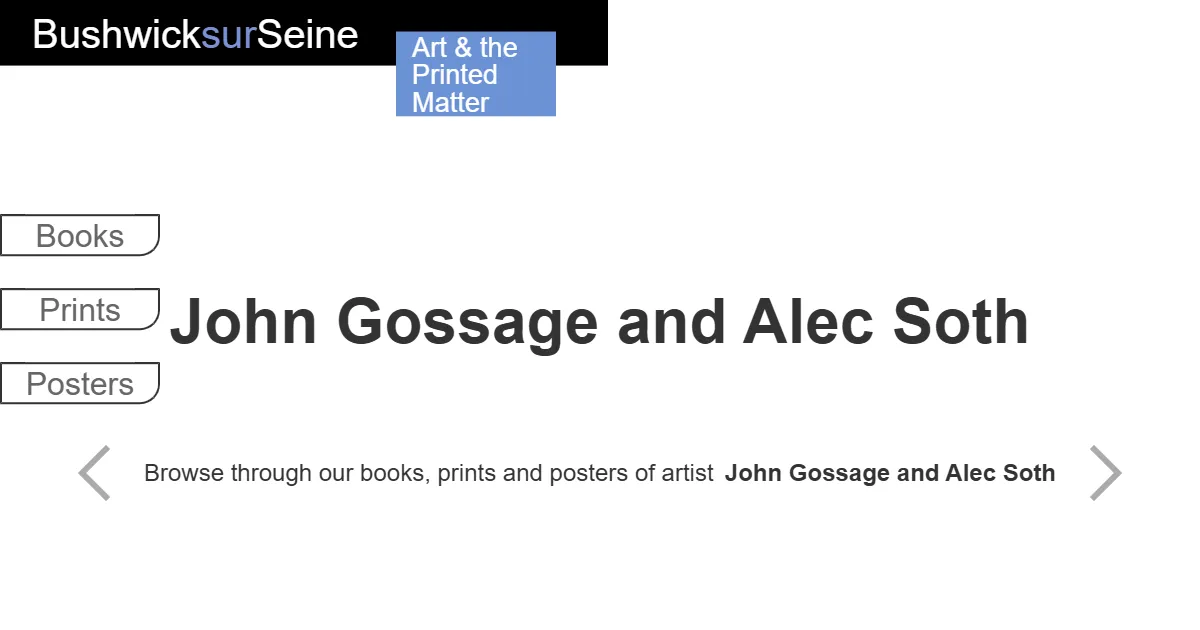 BushwicksurSeine
Art & the
Printed
Matter
Books
Prints
Posters
John Gossage and Alec Soth
Browse through our books, prints and posters of artist John Gossage and Alec Soth